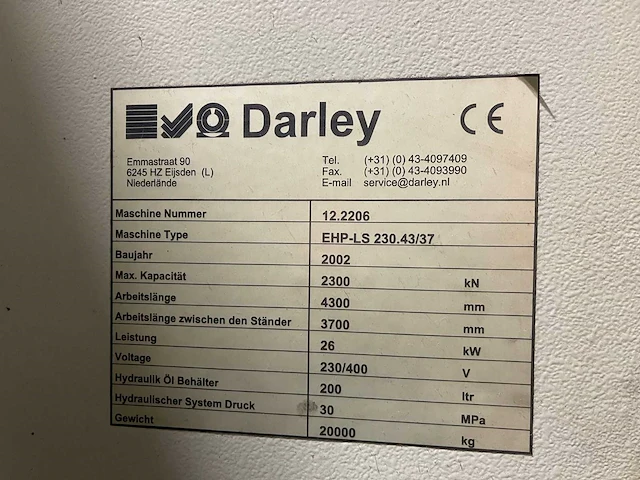 Darley CE
Emmastraat 90 Tel. (+31) (0) 43-4097409
6245 HZ Eijsden (L) Fax. (+31) (0) 43-4093990
Niederlände E-mail service@darley.nl
Maschine Nummer 12.2206
Maschine Type EHP-LS 230.43/37
Baujahr 2002
Max. Kapacität 2300 kN
Arbeitslänge 4300 mm
Arbeitslänge zwischen den Ständer 3700 mm
Leistung 26 kW
Voltage 230/400 V
Hydraulik Öl Behälter 200 ltr
Hydraulischer System Druck 30 MPa
Gewicht 20000 kg